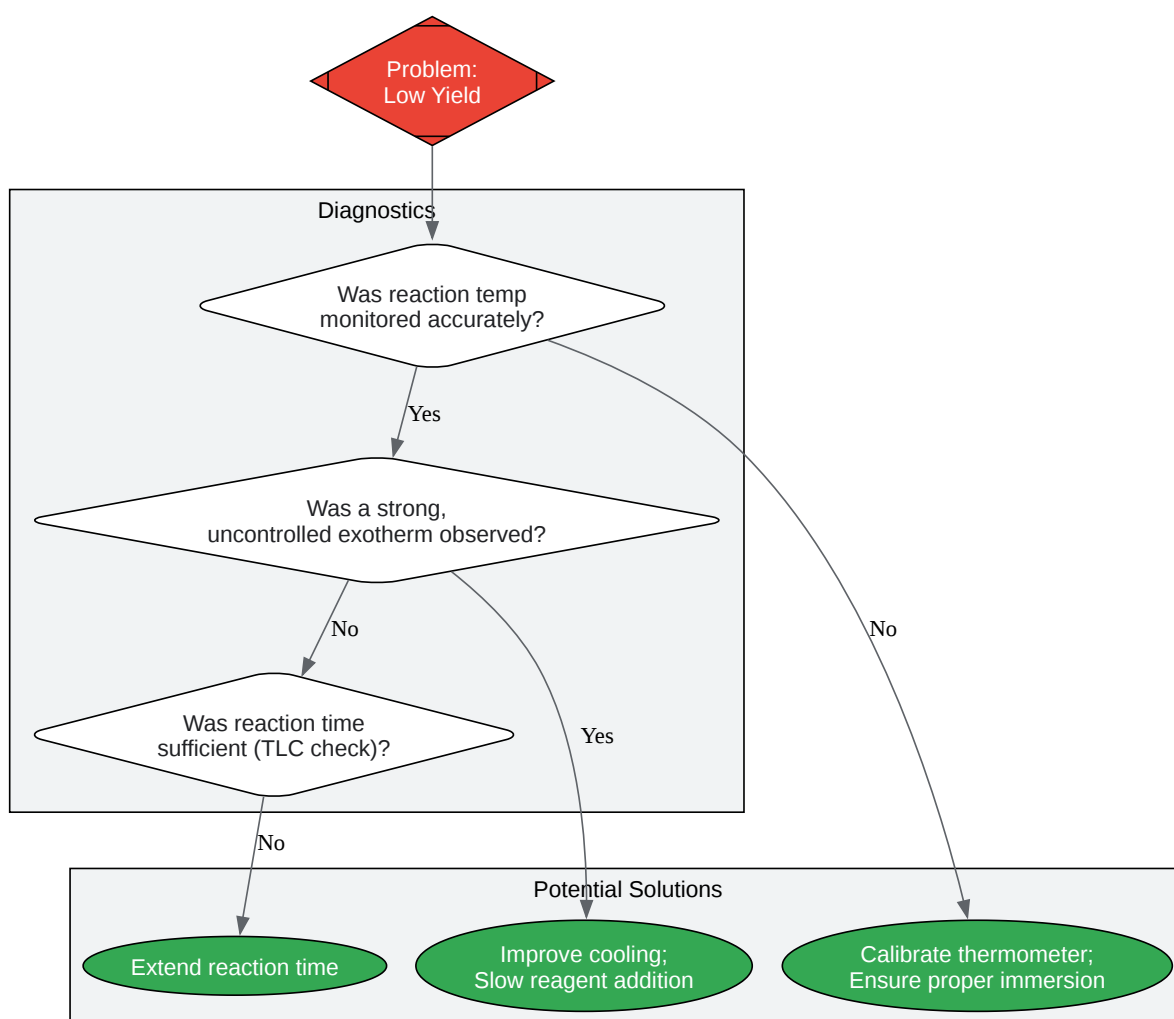 Problem:
Low Yield
Diagnostics
Was reaction temp
monitored accurately?
Yes
Was a strong,
uncontrolled exotherm observed?
No
No
Was reaction time
sufficient (TLC check)?
Yes
No
Potential Solutions
Extend reaction time
Improve cooling;
Slow reagent addition
Calibrate thermometer;
Ensure proper immersion